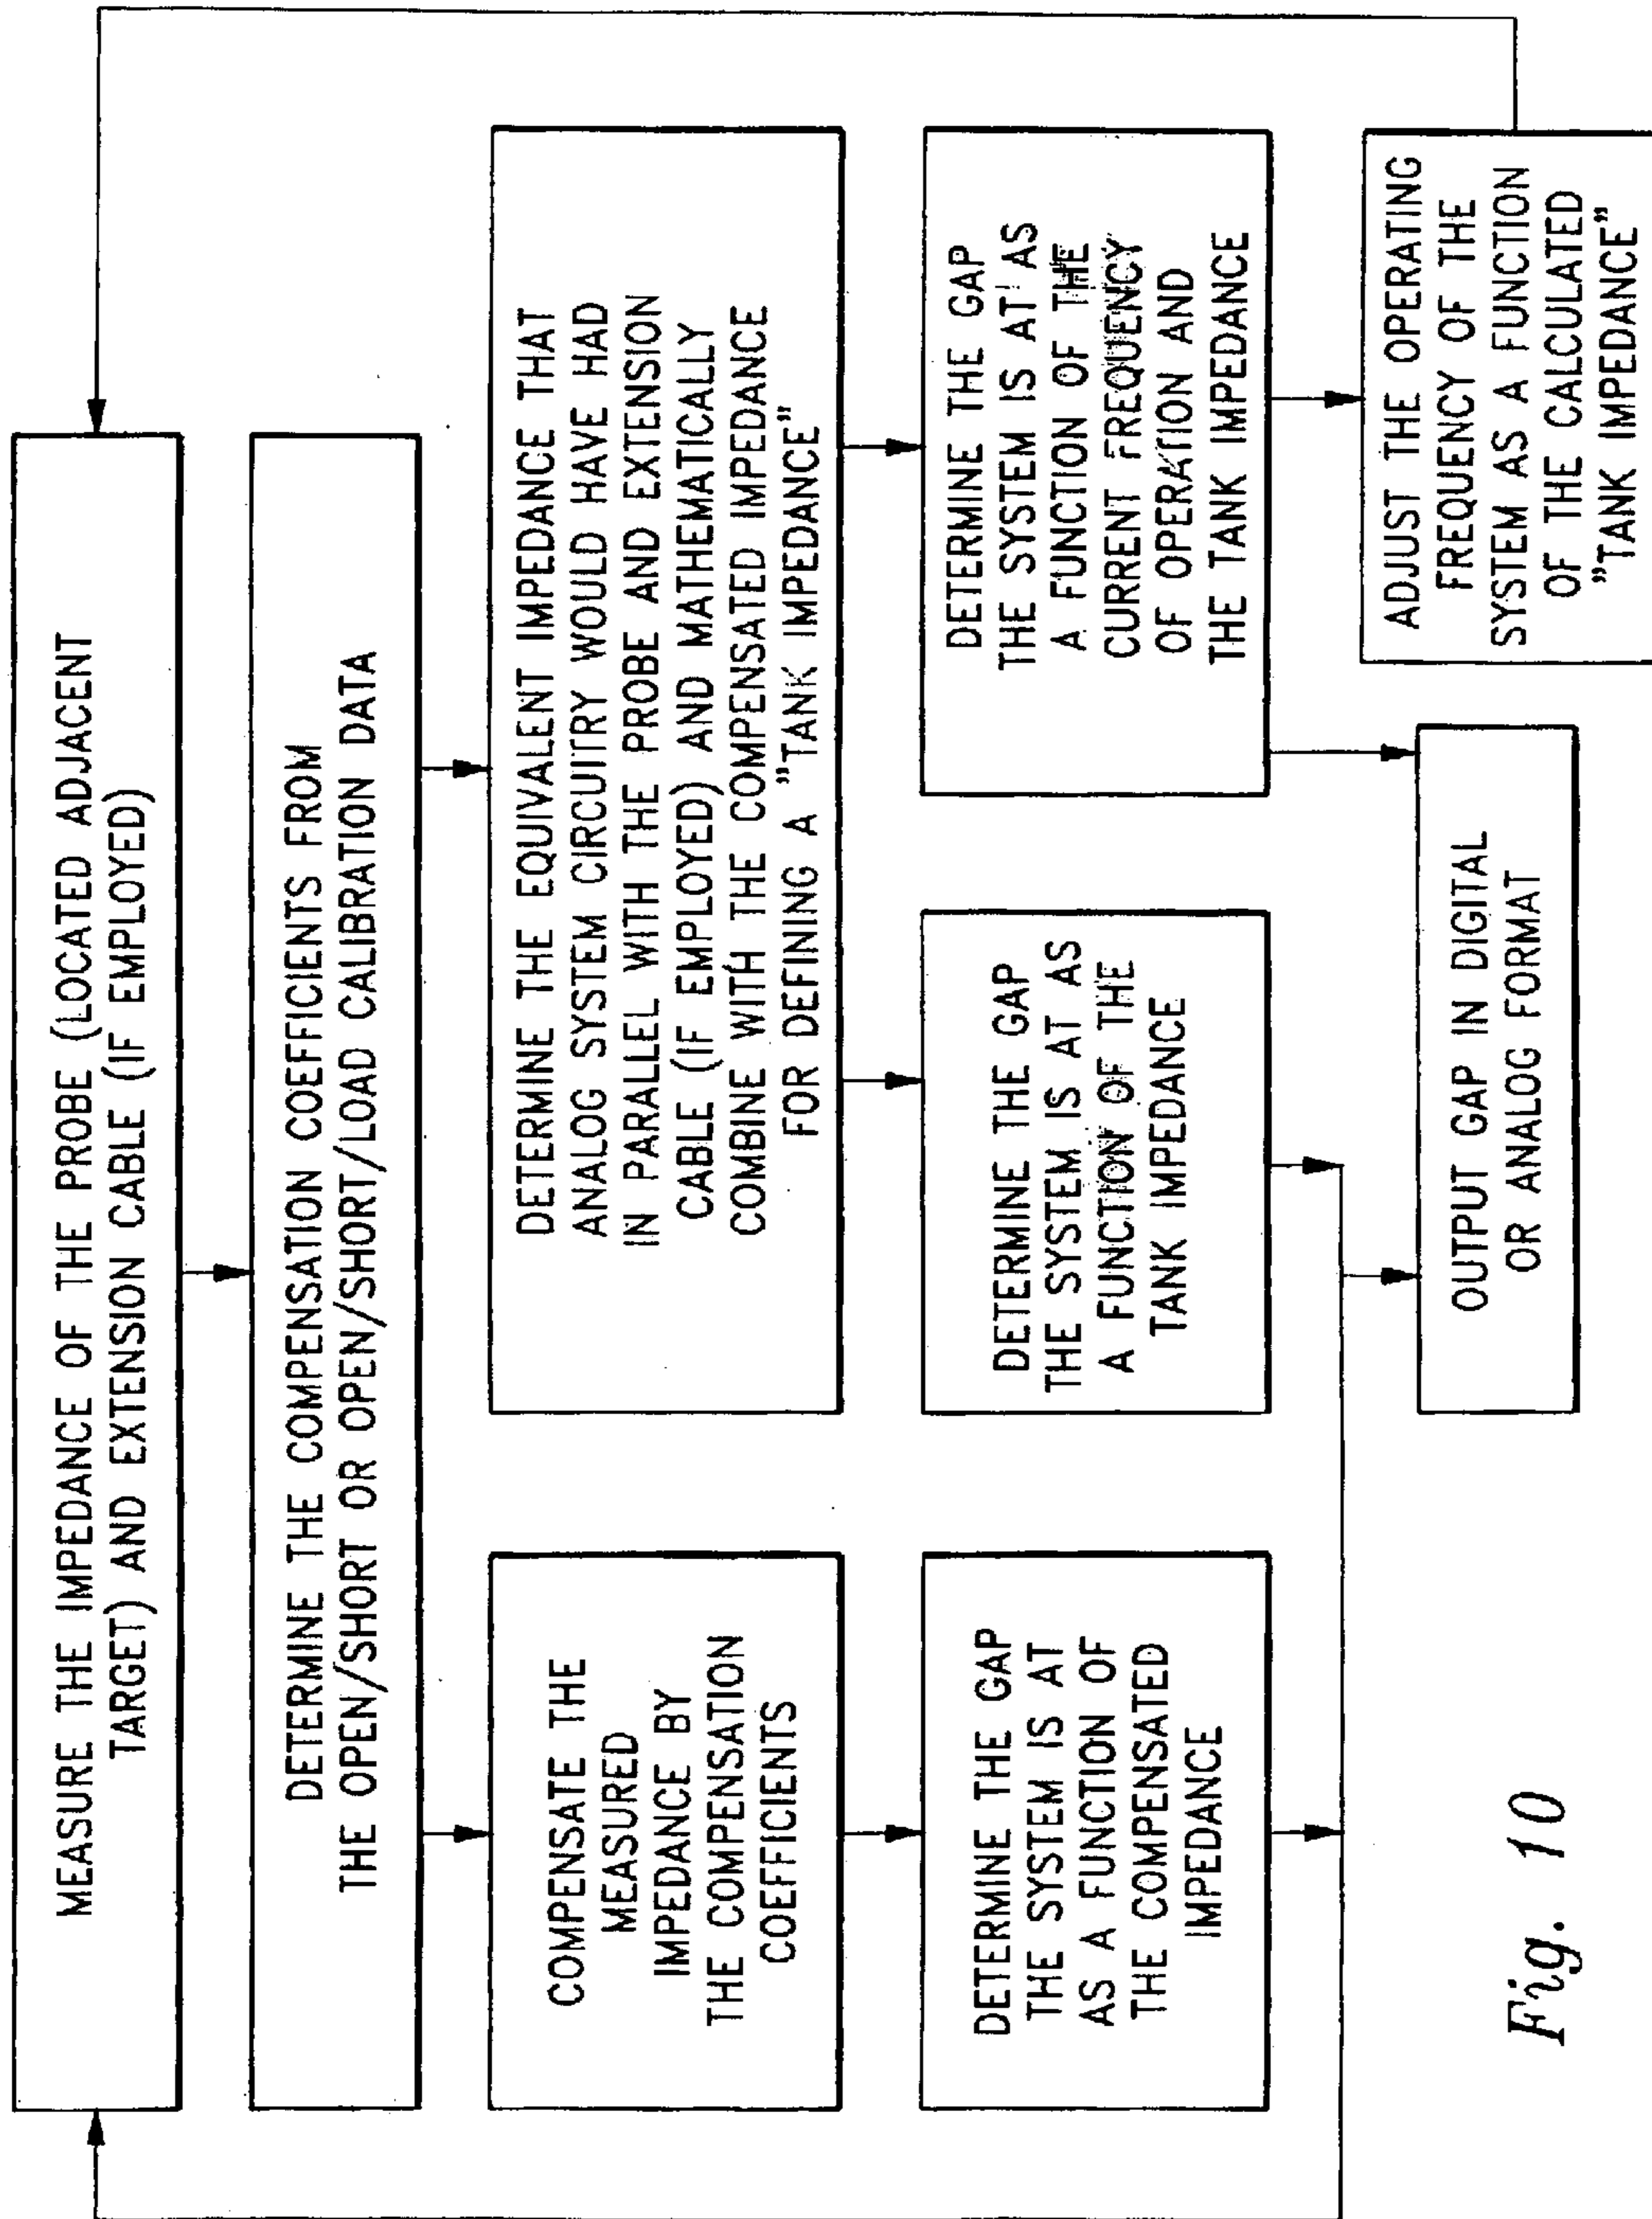 MEASURE THE IMPEDANCE OF THE PROBE (LOCATED ADJACENT
TARGET) AND EXTENSION CABLE (IF EMPLOYED)
DETERMINE THE COMPENSATION COEFFICIENTS FROM
THE OPEN/SHORT OR OPEN/SHORT/LOAD CALIBRATION DATA
COMPENSATE THE
MEASURED
IMPEDANCE BY
THE COMPENSATION
COEFFICIENTS
DETERMINE THE EQUIVALENT IMPEDANCE THAT
ANALOG SYSTEM CIRCUITRY WOULD HAVE HAD
IN PARALLEL WITH THE PROBE AND EXTENSION
CABLE (IF EMPLOYED) AND MATHEMATICALLY
COMBINE WITH THE COMPENSATED IMPEDANCE
FOR DEFINING A "TANK IMPEDANCE"
DETERMINE THE GAP
THE SYSTEM IS AT
AS A FUNCTION OF
THE COMPENSATED
IMPEDANCE
DETERMINE THE GAP
THE SYSTEM IS AT AS
A FUNCTION OF THE
TANK IMPEDANCE
DETERMINE THE GAP
THE SYSTEM IS AT AS
A FUNCTION OF THE
CURRENT FREQUENCY
OF OPERATION AND
THE TANK IMPEDANCE
OUTPUT GAP IN DIGITAL
OR ANALOG FORMAT
ADJUST THE OPERATING
FREQUENCY OF THE
SYSTEM AS A FUNCTION
OF THE CALCULATED
"TANK IMPEDANCE"
Fig. 10